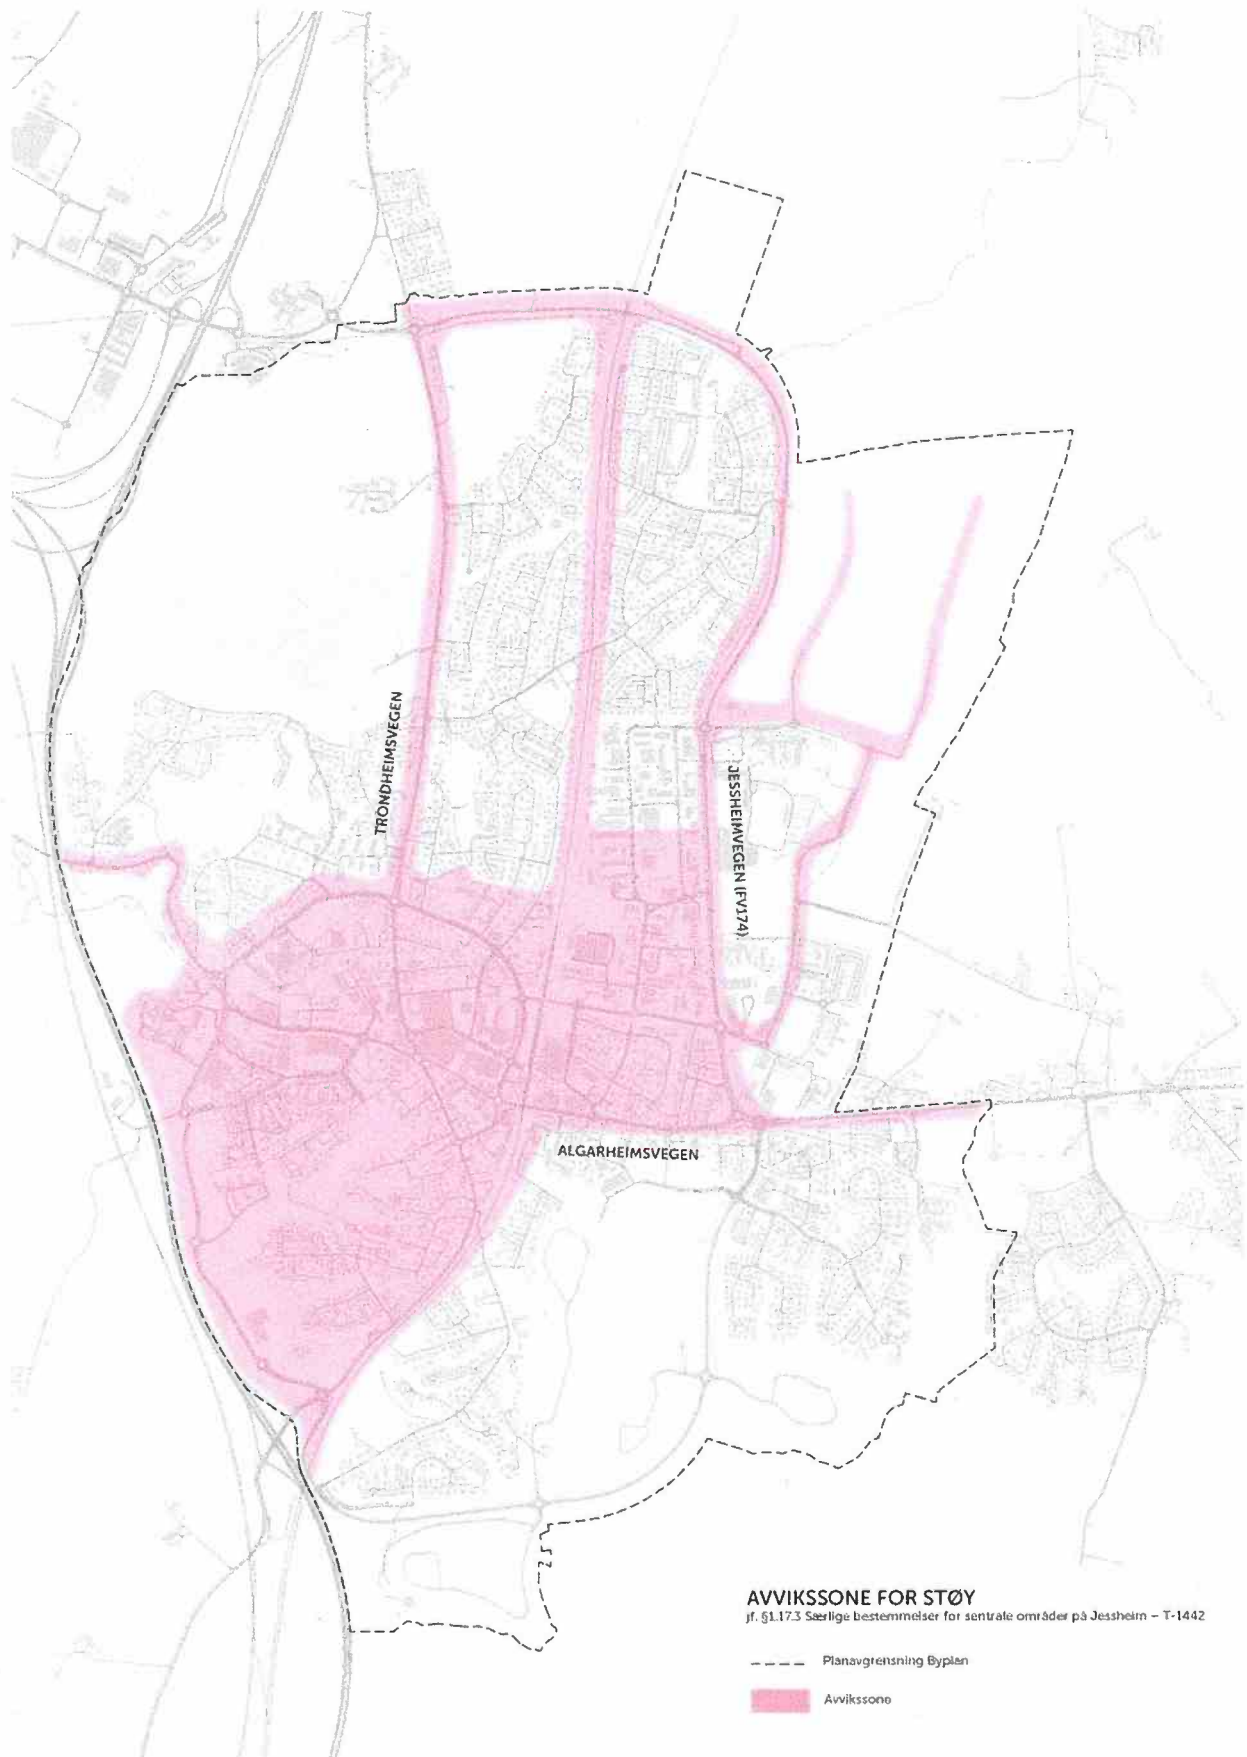 TRONDHEIMSVEGEN
JESSHEIMVEGEN (FV174)
ALGARHEIMSVEGEN
AVVIKSSONE FOR STØY
jf. §1.17.3 Særlige bestemmelser for sentrale områder på Jessheim – T-1442
Planavgrensning Byplan
Avvikssone